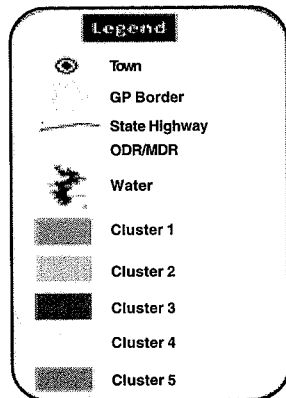 Legend
Town
GP Border
State Highway
ODR/MDR
Water
Cluster 1
Cluster 2
Cluster 3
Cluster 4
Cluster 5